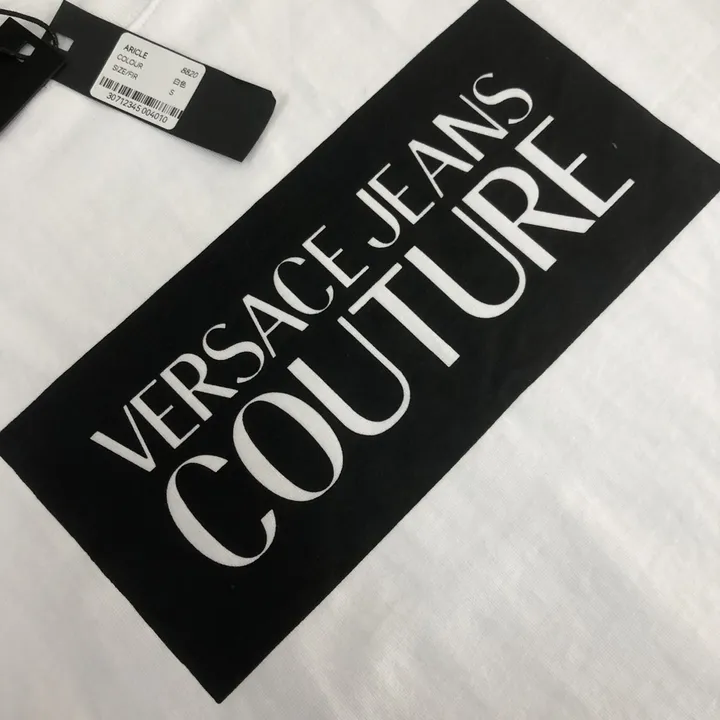 ARICLE 8820
COLOUR 白色
SIZE/FIR S
30712345 004010
VERSACE JEANS
COUTURE